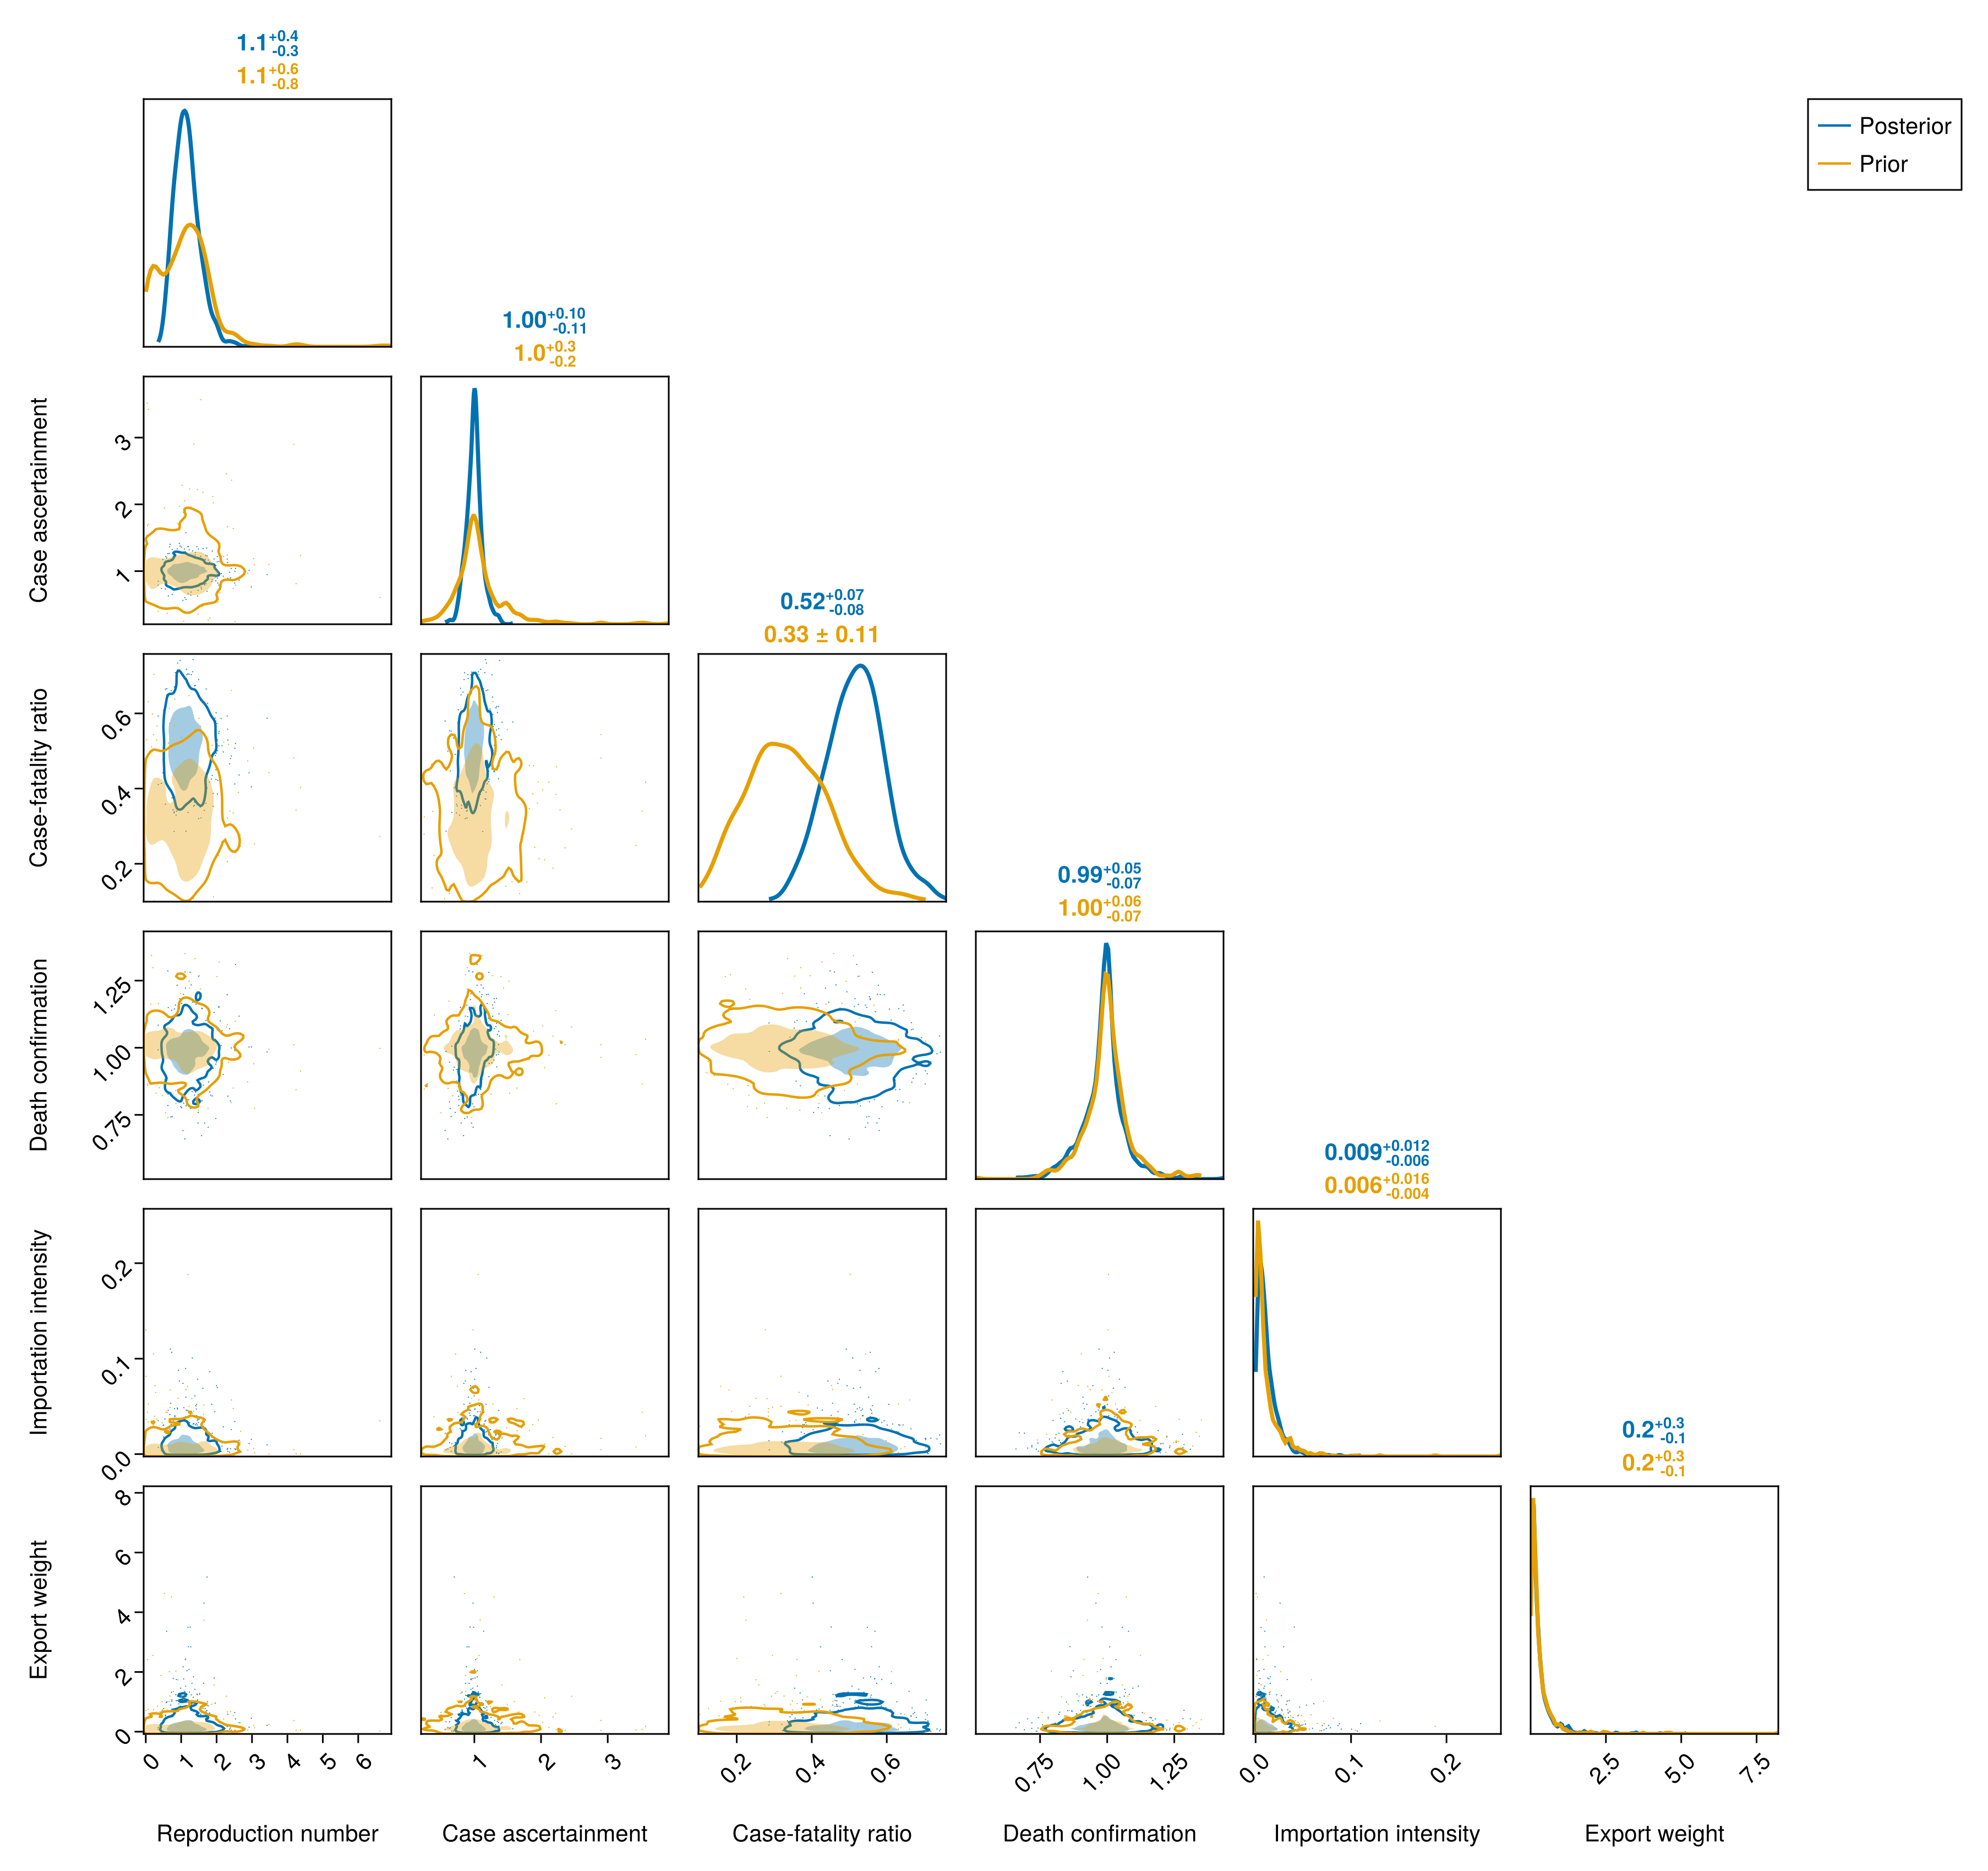 1.1+0.4 -0.3
1.1+0.6 -0.8
Posterior
Prior
1.00+0.10 -0.11
1.0+0.3 -0.2
Case ascertainment
3
2
1
0.52+0.07 -0.08
0.33 ± 0.11
Case-fatality ratio
0.6
0.4
0.2
0.99+0.05 -0.07
1.00+0.06 -0.07
Death confirmation
1.25
1.00
0.75
0.009+0.012 -0.006
0.006+0.016 -0.004
Importation intensity
0.2
0.1
0.0
0.2+0.3 -0.1
0.2+0.3 -0.1
Export weight
8
6
4
2
0
0 1 2 3 4 5 6
1 2 3
0.2 0.4 0.6
0.75 1.00 1.25
0.0 0.1 0.2
2.5 5.0 7.5
Reproduction number
Case ascertainment
Case-fatality ratio
Death confirmation
Importation intensity
Export weight